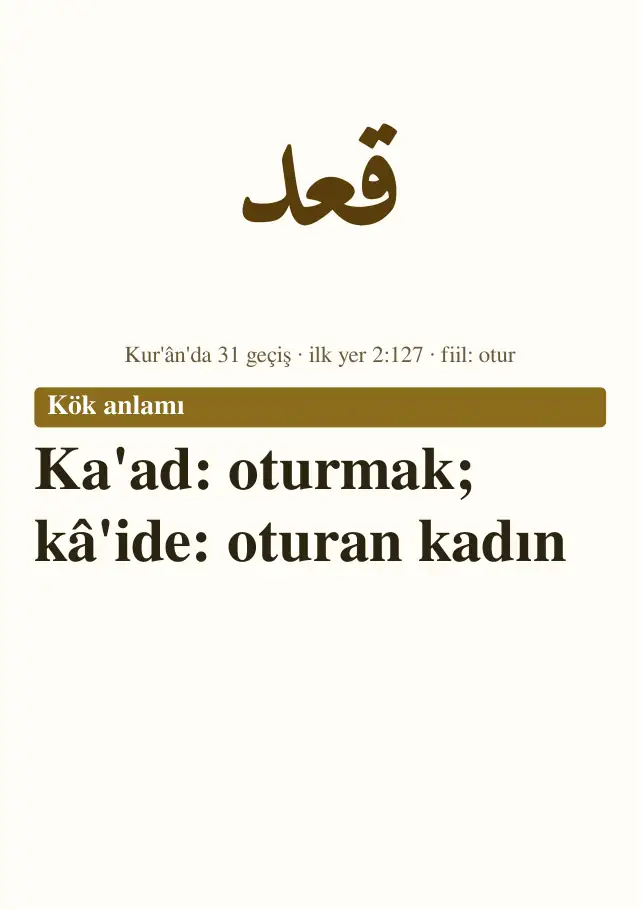 قعد
Kur'ân'da 31 geçiş · ilk yer 2:127 · fiil: otur
Kök anlamı
Ka'ad: oturmak;
kâ'ide: oturan kadın